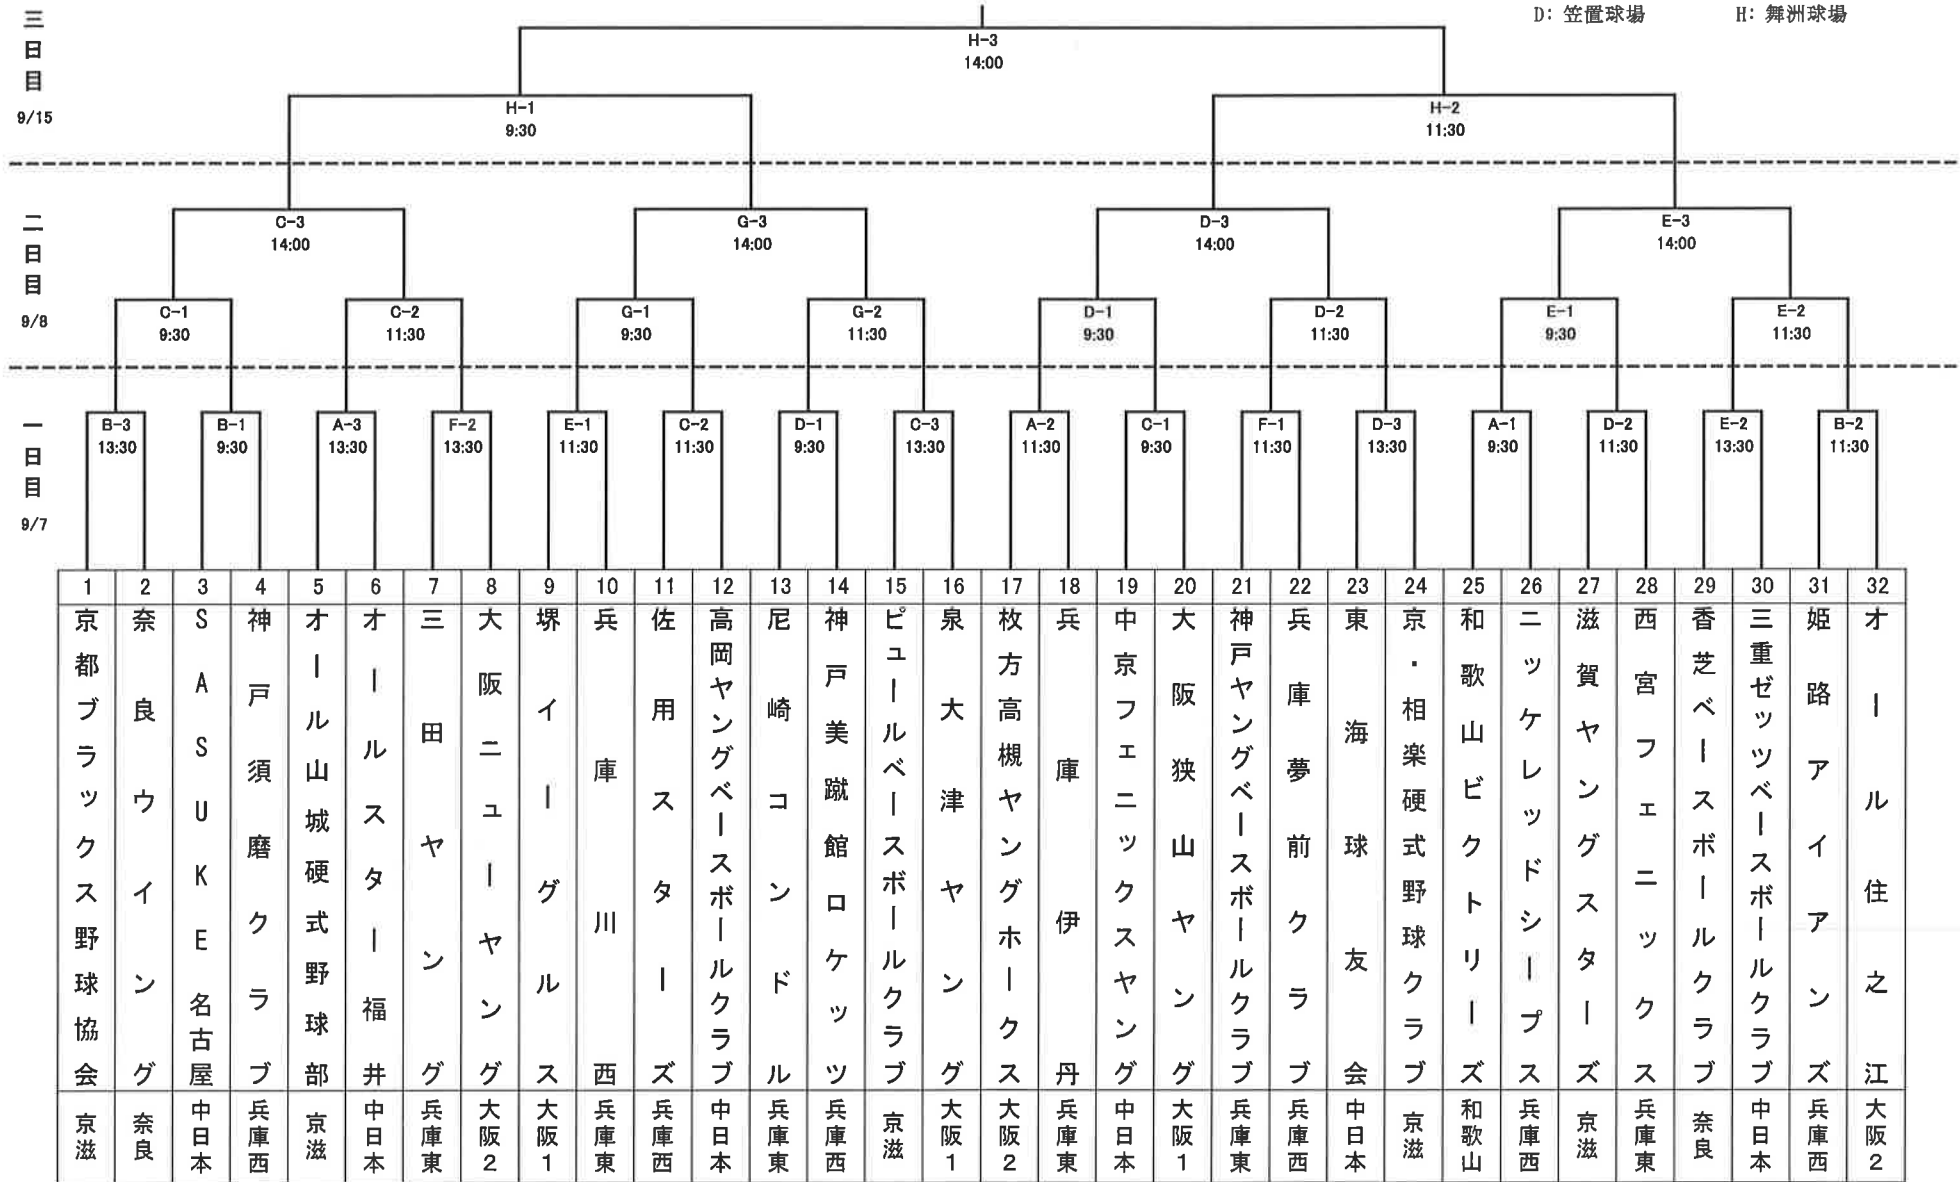 D: 笠置球場　H: 舞洲球場
三日目
9/15
H-3
14:00
H-1
9:30
H-2
11:30
二日目
9/8
C-3
14:00
G-3
14:00
D-3
14:00
E-3
14:00
C-1
9:30
C-2
11:30
G-1
9:30
G-2
11:30
D-1
9:30
D-2
11:30
E-1
9:30
E-2
11:30
一日目
9/7
B-3
13:30
B-1
9:30
A-3
13:30
F-2
13:30
E-1
11:30
C-2
11:30
D-1
9:30
C-3
13:30
A-2
11:30
C-1
9:30
F-1
11:30
D-3
13:30
A-1
9:30
D-2
11:30
E-2
13:30
B-2
11:30
1 京都ブラックス野球協会 京滋
2 奈良ウイング 奈良
3 SASUKE名古屋 中日本
4 神戸須磨クラブ 兵庫西
5 オール山城硬式野球部 京滋
6 オールスター福井 中日本
7 三田ヤング 兵庫東
8 大阪ニューヤング 大阪2
9 堺イーグルス 大阪1
10 兵庫川西 兵庫東
11 佐用スターズ 兵庫西
12 高岡ヤングベースボールクラブ 中日本
13 尼崎コンドル 兵庫東
14 神戸美蹴館ロケッツ 兵庫西
15 ピュールベースボールクラブ 京滋
16 泉大津ヤング 大阪1
17 枚方高槻ヤングホークス 大阪2
18 兵庫伊丹 兵庫東
19 中京フェニックスヤング 中日本
20 大阪狭山ヤング 大阪1
21 神戸ヤングベースボールクラブ 兵庫東
22 兵庫夢前クラブ 兵庫西
23 東海球友会 中日本
24 京・相楽硬式野球クラブ 京滋
25 和歌山ビクトリーズ 和歌山
26 ニッケレッドシープス 兵庫西
27 滋賀ヤングスターズ 京滋
28 西宮フェニックス 兵庫東
29 香芝ベースボールクラブ 奈良
30 三重ゼッツベースボールクラブ 中日本
31 姫路アイアンズ 兵庫西
32 オール住之江 大阪2